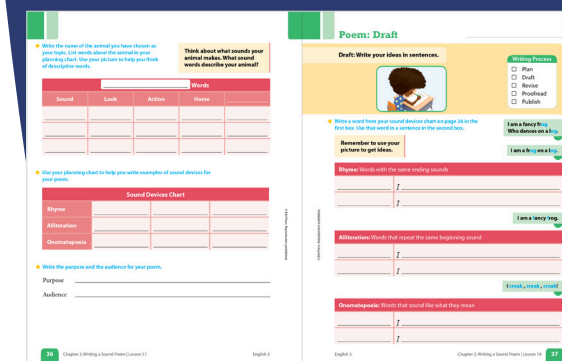 Write the name of the animal you have chosen as
your topic. List words about the animal in your
planning chart. Use your picture to help you think
of descriptive words.
Think about what sounds your
animal makes. What sound
words describe your animal?
Words
Sound Look Action Home
Use your planning chart to help you write examples of sound devices for
your poem.
Sound Devices Chart
Rhyme
Alliteration
Onomatopoeia
Write the purpose and the audience for your poem.
Purpose
Audience
36 Chapter 2: Writing a Sound Poem | Lesson 17 English 3
Poem: Draft
Draft: Write your ideas in sentences.
Writing Process
Plan
Draft
Revise
Proofread
Publish
Write a word from your sound devices chart on page 36 in the
first box. Use that word in a sentence in the second box.
Remember to use your
picture to get ideas.
I am a fancy frog
Who dances on a log.
I am a frog on a log.
Rhyme: Words with the same ending sounds
I
I
I am a fancy frog.
Alliteration: Words that repeat the same beginning sound
I
I
I croak, croak, croak!
Onomatopoeia: Words that sound like what they mean
I
I
English 3 Chapter 2: Writing a Sound Poem | Lesson 18 37